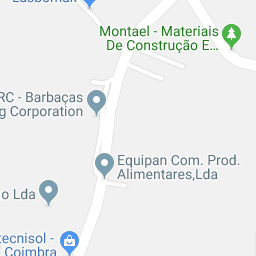 Montael - Materiais
De Construção E...
RC - Barbaças
g Corporation
Equipan Com. Prod.
Alimentares,Lda
o Lda
tecnisol -
Coimbra